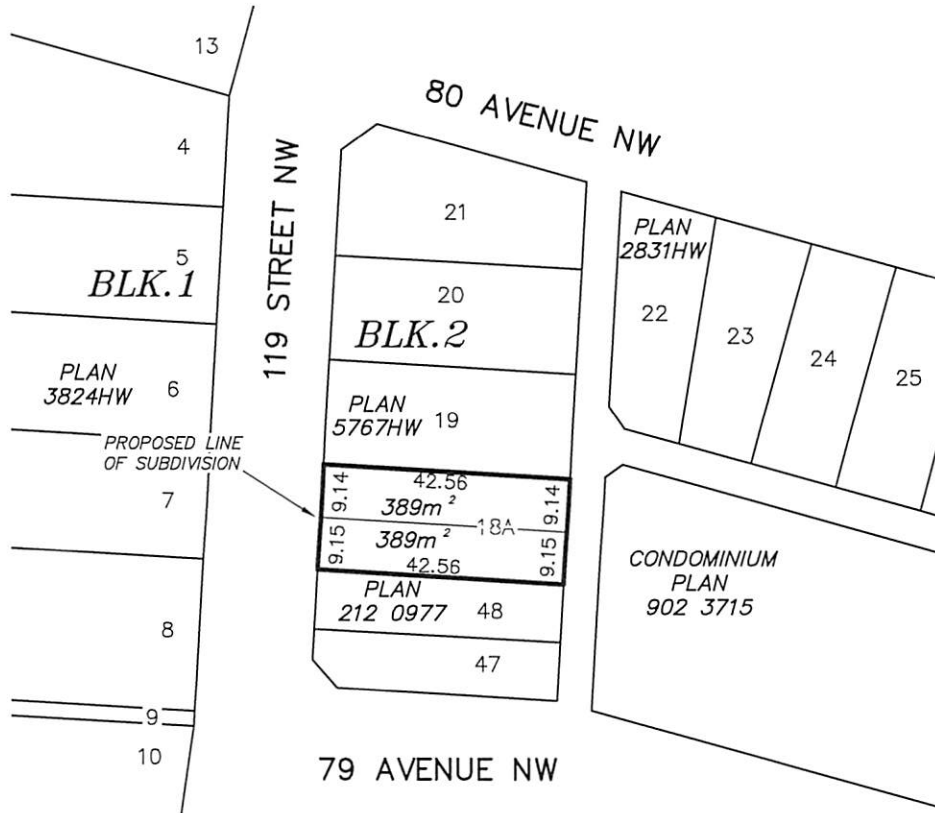 13
80 AVENUE NW
4
119 STREET NW
21
PLAN
2831HW
5
BLK.1
20
BLK.2
22
23
24
25
PLAN
3824HW
6
PLAN
5767HW
19
PROPOSED LINE
OF SUBDIVISION
7
42.56
9.14
389m²
9.14
18A
9.15
389m²
9.15
42.56
CONDOMINIUM
PLAN
902 3715
PLAN
212 0977
48
8
47
9
10
79 AVENUE NW